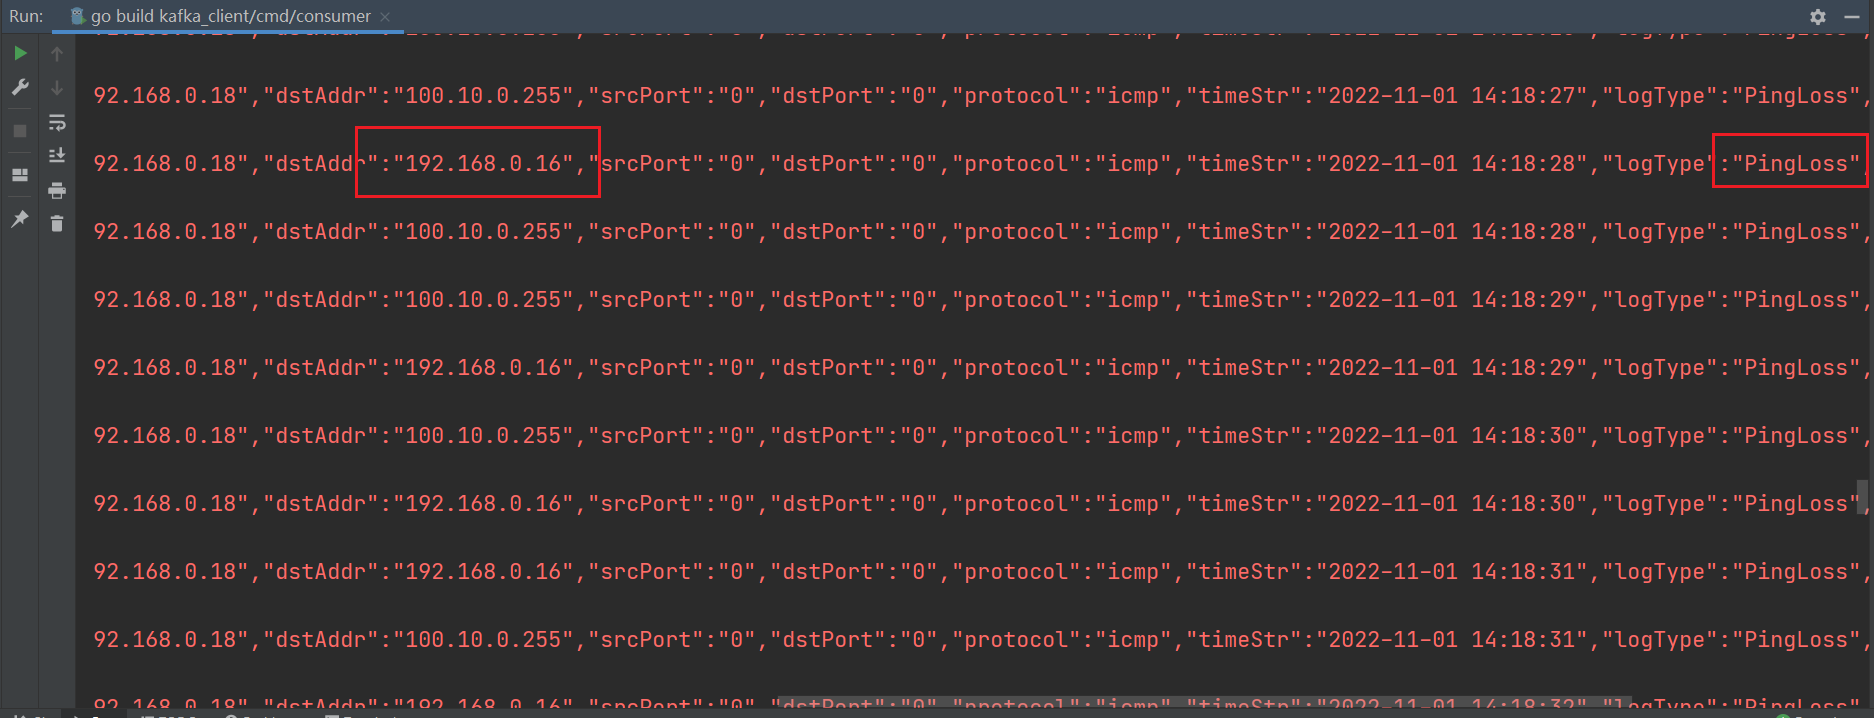 Run: go build kafka_client/cmd/consumer
92.168.0.18","dstAddr":"100.10.0.255","srcPort":"0","dstPort":"0","protocol":"icmp","timeStr":"2022-11-01 14:18:27","logType":"PingLoss",
92.168.0.18","dstAddr":"192.168.0.16","srcPort":"0","dstPort":"0","protocol":"icmp","timeStr":"2022-11-01 14:18:28","logType":"PingLoss",
92.168.0.18","dstAddr":"100.10.0.255","srcPort":"0","dstPort":"0","protocol":"icmp","timeStr":"2022-11-01 14:18:28","logType":"PingLoss",
92.168.0.18","dstAddr":"100.10.0.255","srcPort":"0","dstPort":"0","protocol":"icmp","timeStr":"2022-11-01 14:18:29","logType":"PingLoss",
92.168.0.18","dstAddr":"192.168.0.16","srcPort":"0","dstPort":"0","protocol":"icmp","timeStr":"2022-11-01 14:18:29","logType":"PingLoss",
92.168.0.18","dstAddr":"100.10.0.255","srcPort":"0","dstPort":"0","protocol":"icmp","timeStr":"2022-11-01 14:18:30","logType":"PingLoss",
92.168.0.18","dstAddr":"192.168.0.16","srcPort":"0","dstPort":"0","protocol":"icmp","timeStr":"2022-11-01 14:18:30","logType":"PingLoss",
92.168.0.18","dstAddr":"192.168.0.16","srcPort":"0","dstPort":"0","protocol":"icmp","timeStr":"2022-11-01 14:18:31","logType":"PingLoss",
92.168.0.18","dstAddr":"100.10.0.255","srcPort":"0","dstPort":"0","protocol":"icmp","timeStr":"2022-11-01 14:18:31","logType":"PingLoss",
92.168.0.18","dstAddr":"192.168.0.16","srcPort":"0","dstPort":"0","protocol":"icmp","timeStr":"2022-11-01 14:18:32","logType":"PingLoss",